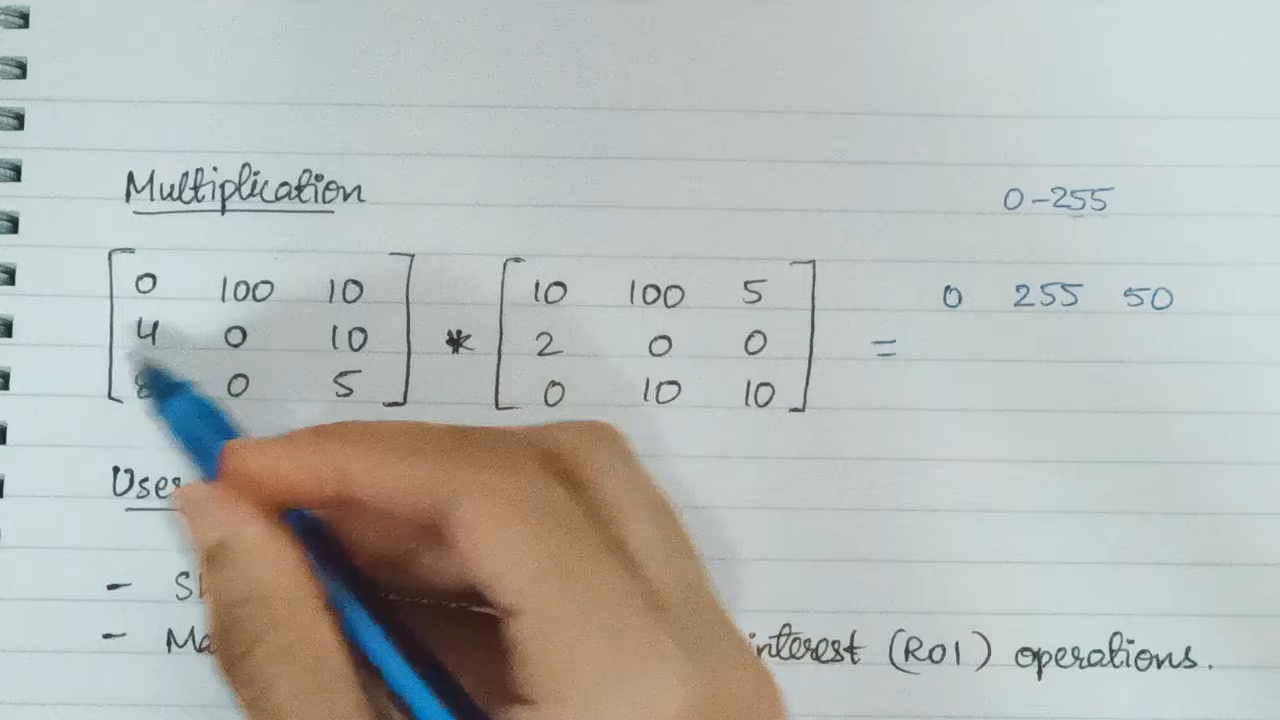 Multiplication
0-255
0 100 10 10 100 5 0 255 50
4 0 10 * 2 0 0 =
0 5 0 10 10
interest (ROI) operations.